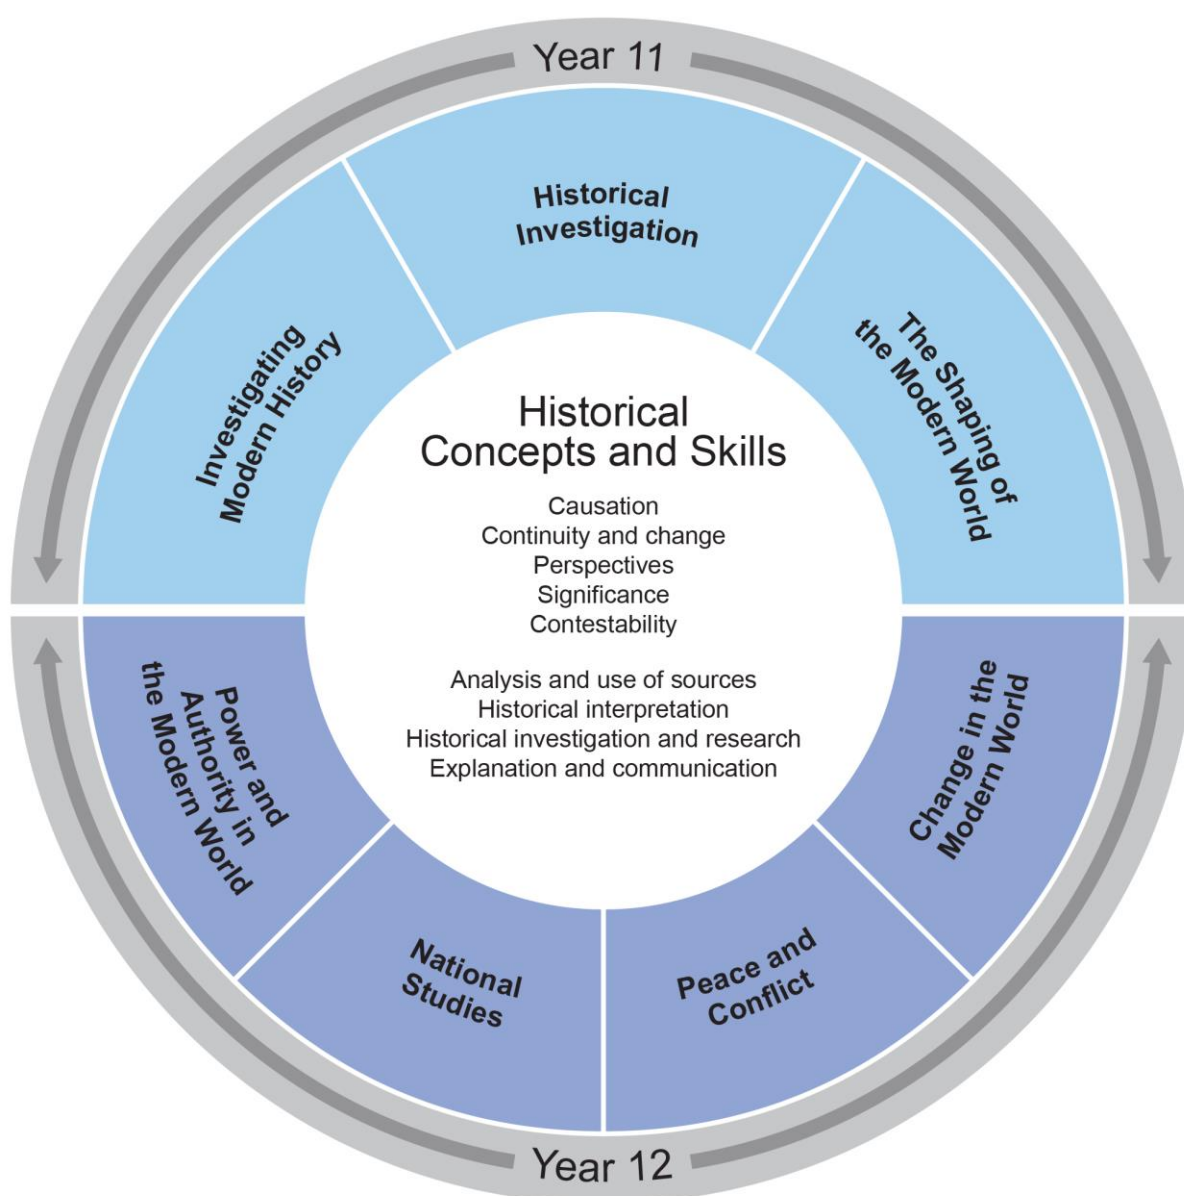 Year 11
Historical
Investigation
Investigating
Modern History
The Shaping of
the Modern World
Historical
Concepts and Skills
Causation
Continuity and change
Perspectives
Significance
Contestability
Analysis and use of sources
Historical interpretation
Historical investigation and research
Explanation and communication
Power and
Authority in
the Modern World
National
Studies
Peace and
Conflict
Change in the
Modern World
Year 12